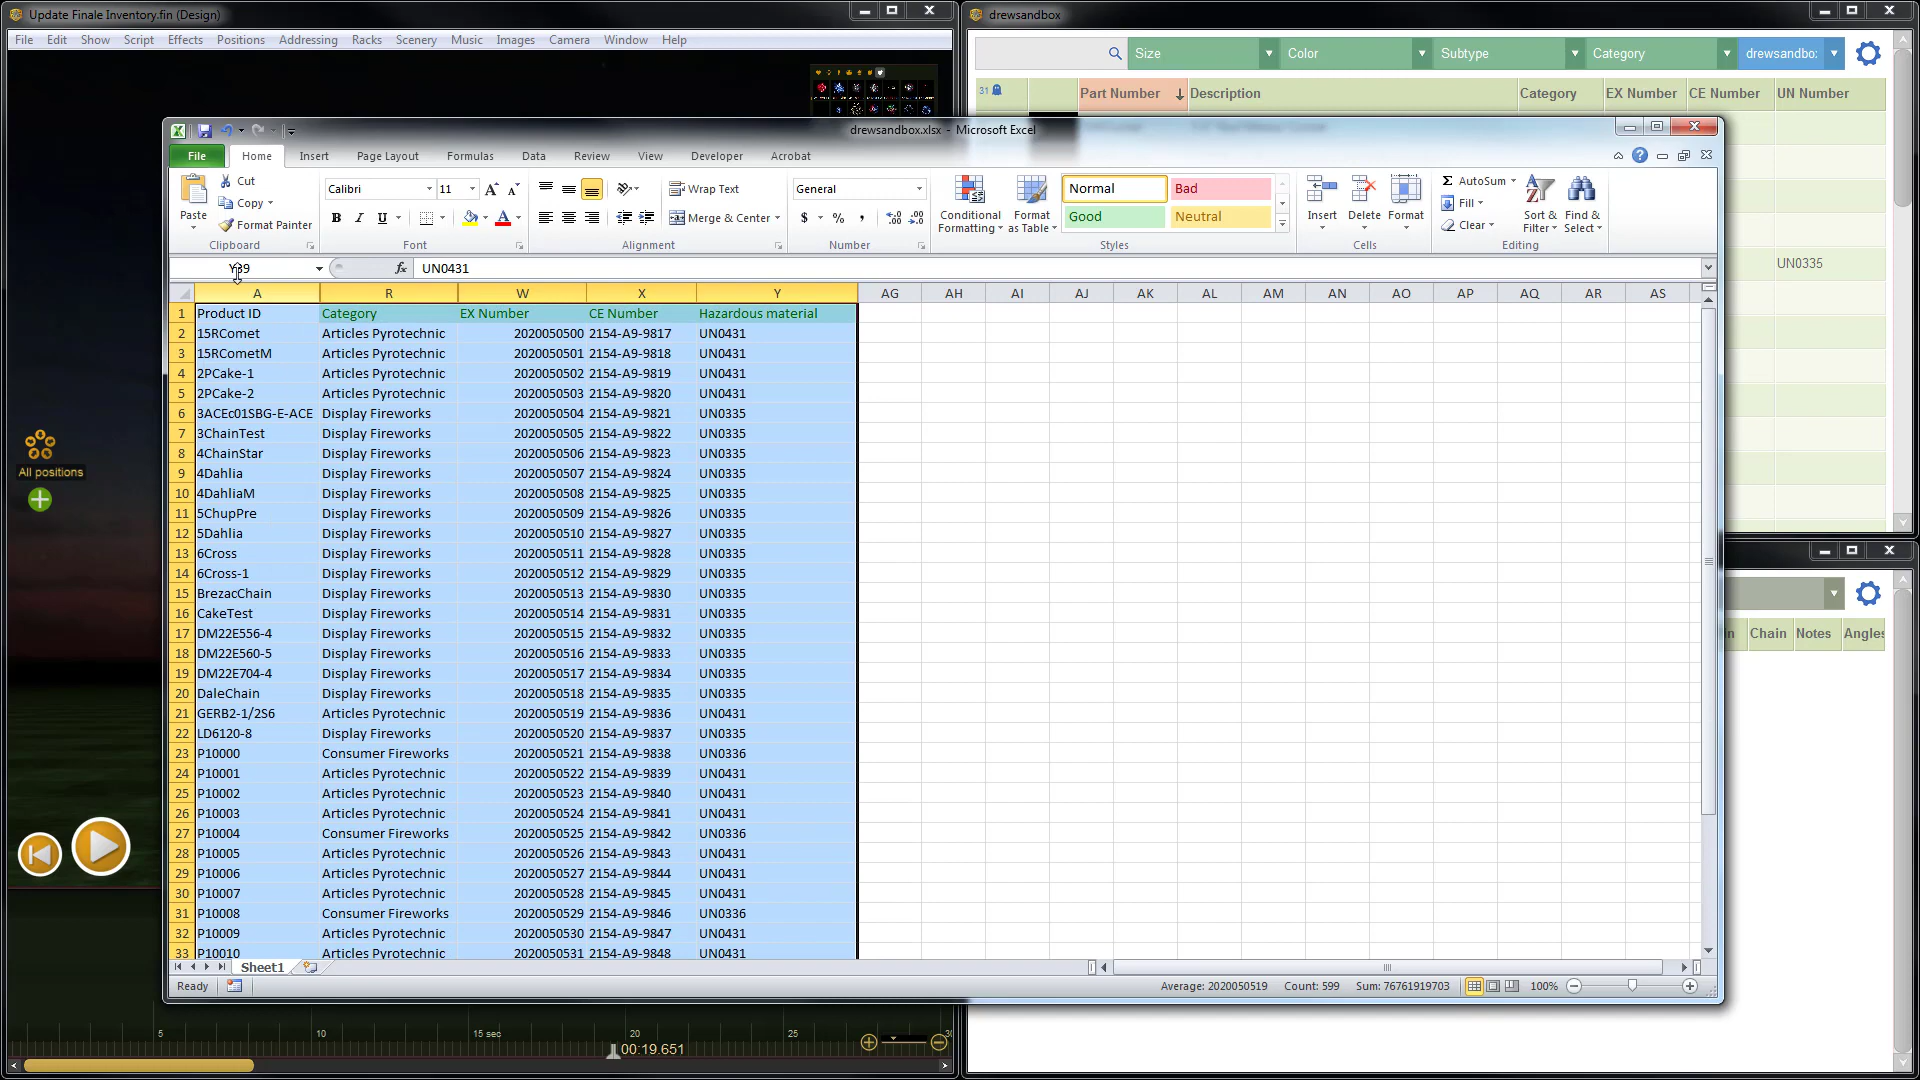 Update Finale Inventory.fin (Design)
File Edit Show Script Effects Positions Addressing Racks Scenery Music Images Camera Window Help
drewsandbox
Size Color Subtype Category
31 Part Number Description Category EX Number CE Number UN Number
UN0335
drewsandbox.xlsx - Microsoft Excel
File Home Insert Page Layout Formulas Data Review View Developer Acrobat
Paste Cut Copy Format Painter
Calibri 11
Wrap Text
Merge & Center
General
Conditional Formatting Format as Table
Normal Bad
Good Neutral
Insert Delete Format
AutoSum Fill Clear
Sort & Filter Find & Select
Clipboard Font Alignment Number Styles Cells Editing
fx UN0431
A R W X Y AG AH AI AJ AK AL AM AN AO AP AQ AR AS
1 Product ID Category EX Number CE Number Hazardous material
2 15RComet Articles Pyrotechnic 2020050500 2154-A9-9817 UN0431
3 15RCometM Articles Pyrotechnic 2020050501 2154-A9-9818 UN0431
4 2PCake-1 Articles Pyrotechnic 2020050502 2154-A9-9819 UN0431
5 2PCake-2 Articles Pyrotechnic 2020050503 2154-A9-9820 UN0431
6 3ACEc01SBG-E-ACE Display Fireworks 2020050504 2154-A9-9821 UN0335
7 3ChainTest Display Fireworks 2020050505 2154-A9-9822 UN0335
8 4ChainStar Display Fireworks 2020050506 2154-A9-9823 UN0335
9 4Dahlia Display Fireworks 2020050507 2154-A9-9824 UN0335
10 4DahliaM Display Fireworks 2020050508 2154-A9-9825 UN0335
11 5ChupPre Display Fireworks 2020050509 2154-A9-9826 UN0335
12 5Dahlia Display Fireworks 2020050510 2154-A9-9827 UN0335
13 6Cross Display Fireworks 2020050511 2154-A9-9828 UN0335
14 6Cross-1 Display Fireworks 2020050512 2154-A9-9829 UN0335
15 BrezacChain Display Fireworks 2020050513 2154-A9-9830 UN0335
16 CakeTest Display Fireworks 2020050514 2154-A9-9831 UN0335
17 DM22E556-4 Display Fireworks 2020050515 2154-A9-9832 UN0335
18 DM22E560-5 Display Fireworks 2020050516 2154-A9-9833 UN0335
19 DM22E704-4 Display Fireworks 2020050517 2154-A9-9834 UN0335
20 DaleChain Display Fireworks 2020050518 2154-A9-9835 UN0335
21 GERB2-1/2S6 Articles Pyrotechnic 2020050519 2154-A9-9836 UN0431
22 LD6120-8 Display Fireworks 2020050520 2154-A9-9837 UN0335
23 P10000 Consumer Fireworks 2020050521 2154-A9-9838 UN0336
24 P10001 Articles Pyrotechnic 2020050522 2154-A9-9839 UN0431
25 P10002 Articles Pyrotechnic 2020050523 2154-A9-9840 UN0431
26 P10003 Articles Pyrotechnic 2020050524 2154-A9-9841 UN0431
27 P10004 Consumer Fireworks 2020050525 2154-A9-9842 UN0336
28 P10005 Articles Pyrotechnic 2020050526 2154-A9-9843 UN0431
29 P10006 Articles Pyrotechnic 2020050527 2154-A9-9844 UN0431
30 P10007 Articles Pyrotechnic 2020050528 2154-A9-9845 UN0431
31 P10008 Consumer Fireworks 2020050529 2154-A9-9846 UN0336
32 P10009 Articles Pyrotechnic 2020050530 2154-A9-9847 UN0431
33 P10010 Articles Pyrotechnic 2020050531 2154-A9-9848 UN0431
Sheet1
Ready Average: 2020050519 Count: 599 Sum: 76761919703 100%
All positions
Chain Notes Angles
5 10 15 sec 20 25
00:19.651